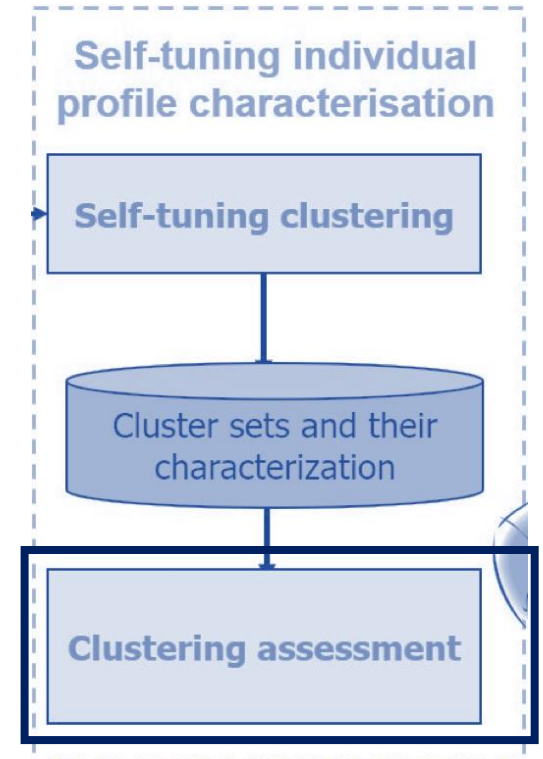 Self-tuning individual
profile characterisation
Self-tuning clustering
Cluster sets and their
characterization
Clustering assessment